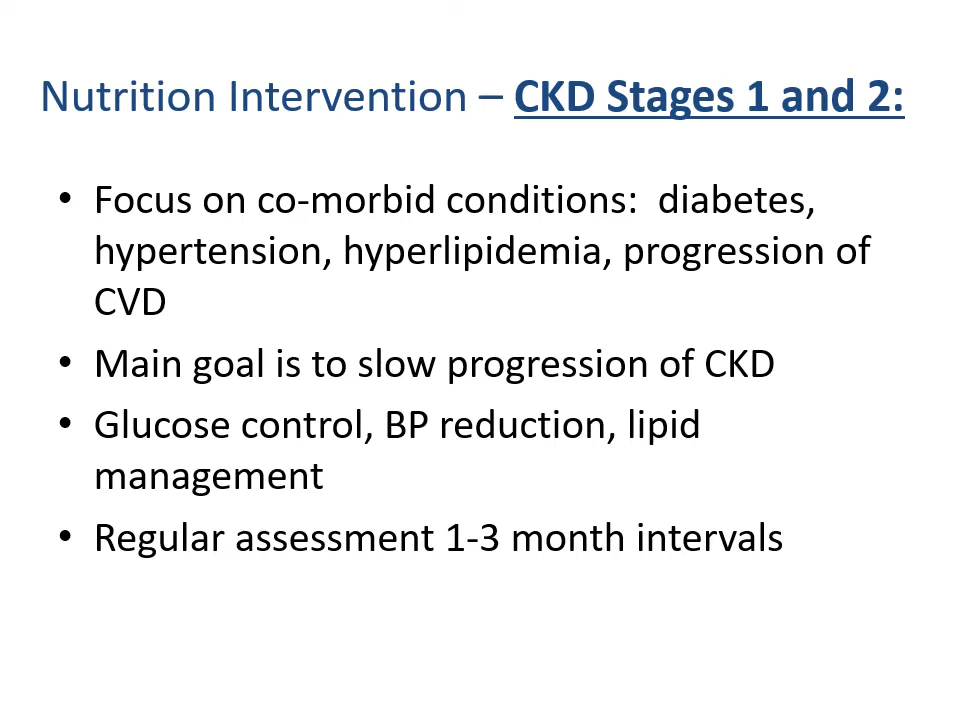 Nutrition Intervention – CKD Stages 1 and 2:
• Focus on co-morbid conditions:  diabetes,
hypertension, hyperlipidemia, progression of
CVD
• Main goal is to slow progression of CKD
• Glucose control, BP reduction, lipid
management
• Regular assessment 1-3 month intervals